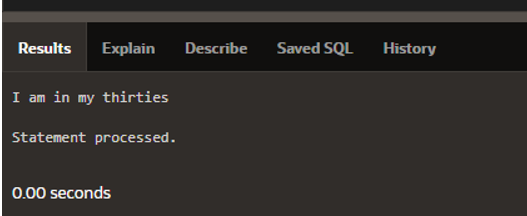 Results Explain Describe Saved SQL History
I am in my thirties
Statement processed.
0.00 seconds